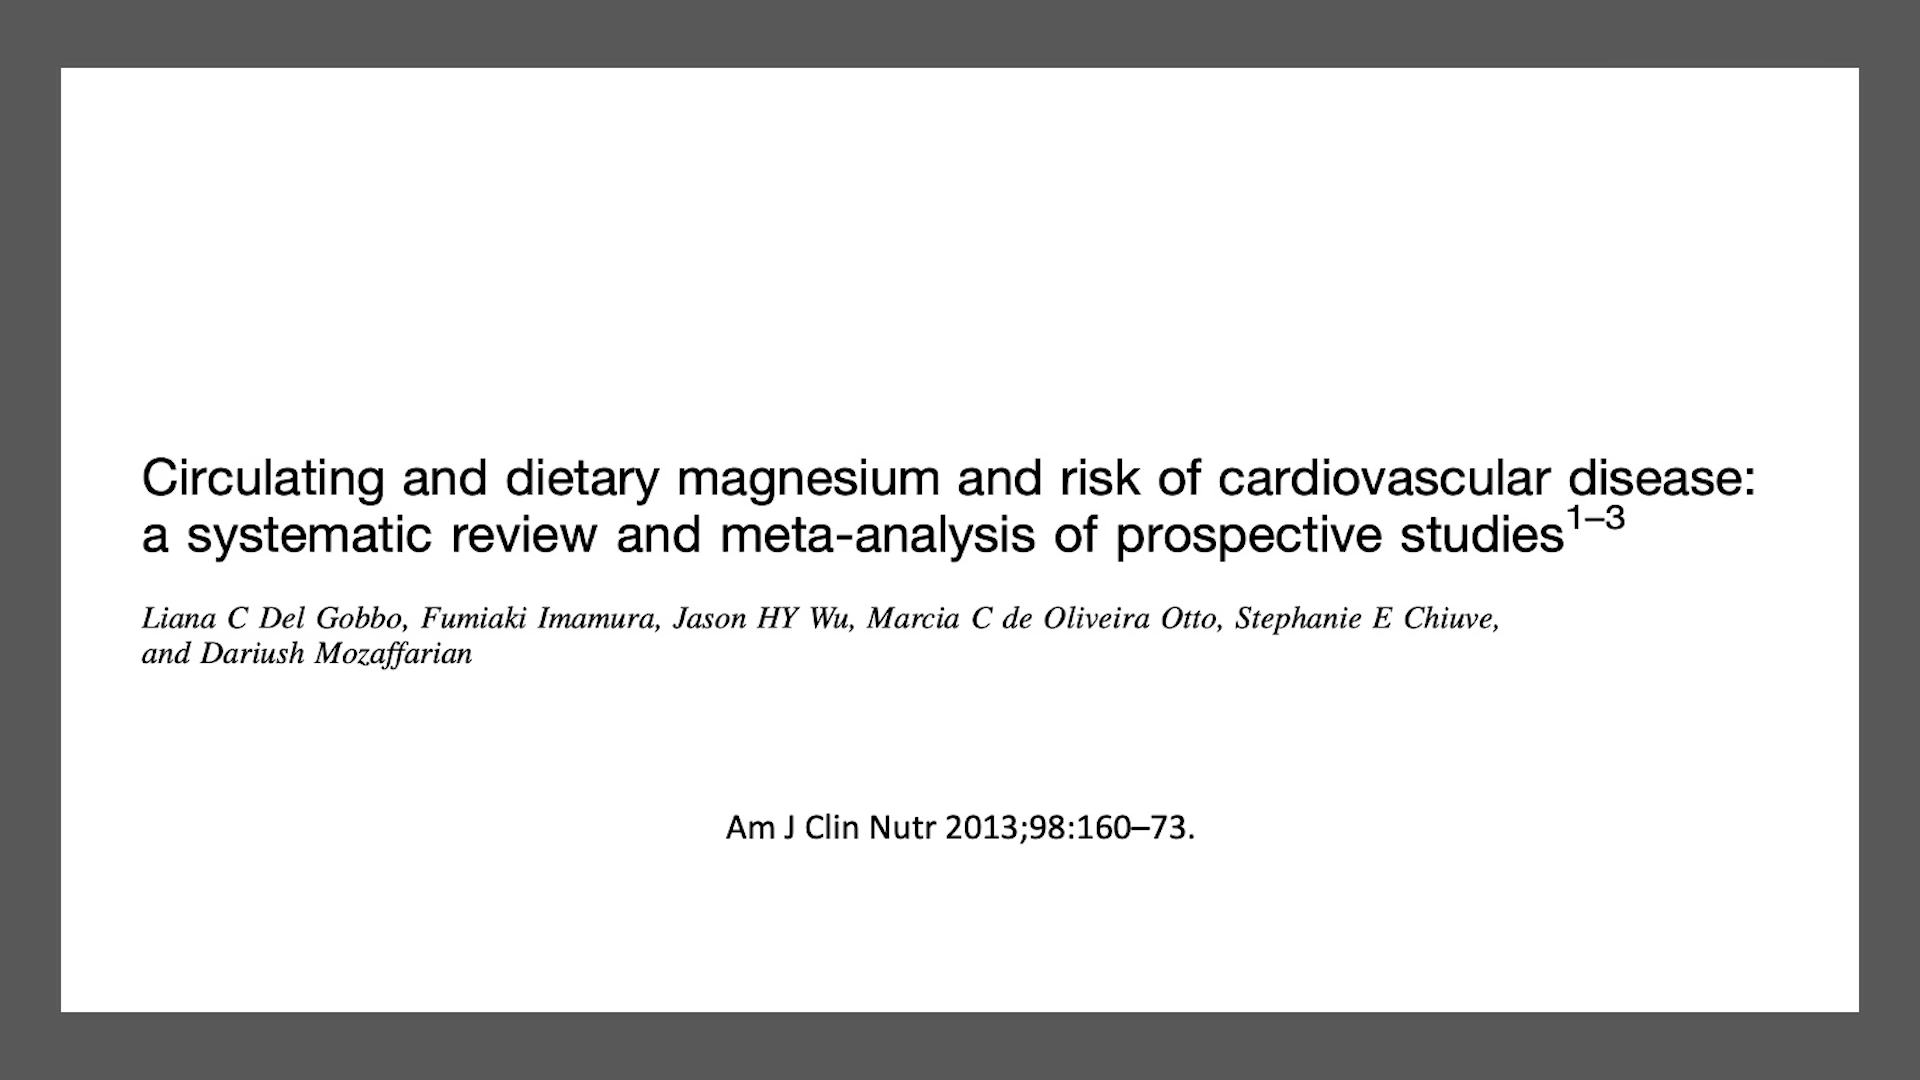 Circulating and dietary magnesium and risk of cardiovascular disease:
a systematic review and meta-analysis of prospective studies¹⁻³
Liana C Del Gobbo, Fumiaki Imamura, Jason HY Wu, Marcia C de Oliveira Otto, Stephanie E Chiuve,
and Dariush Mozaffarian
Am J Clin Nutr 2013;98:160–73.